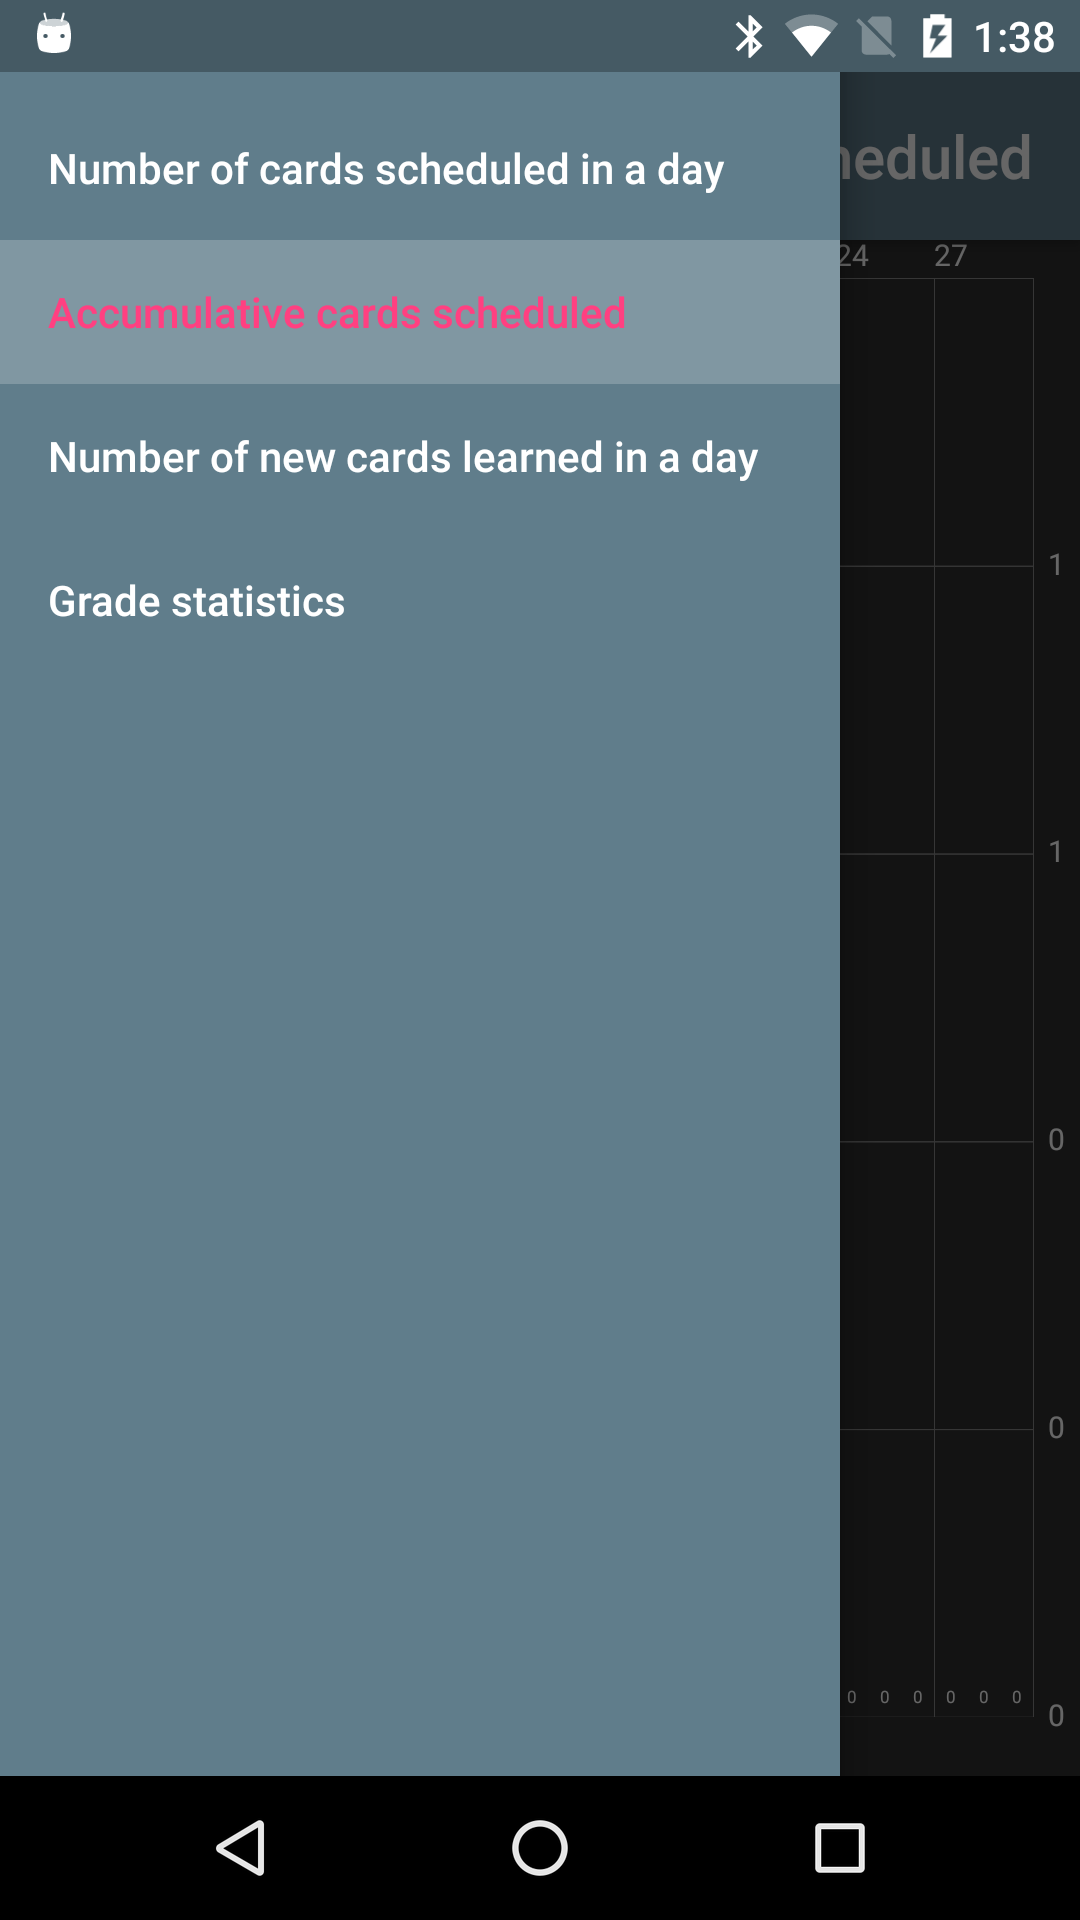 1:38
Number of cards scheduled in a day
heduled
24 27
Accumulative cards scheduled
Number of new cards learned in a day
1
Grade statistics
1
0
0
0 0 0 0 0 0
0